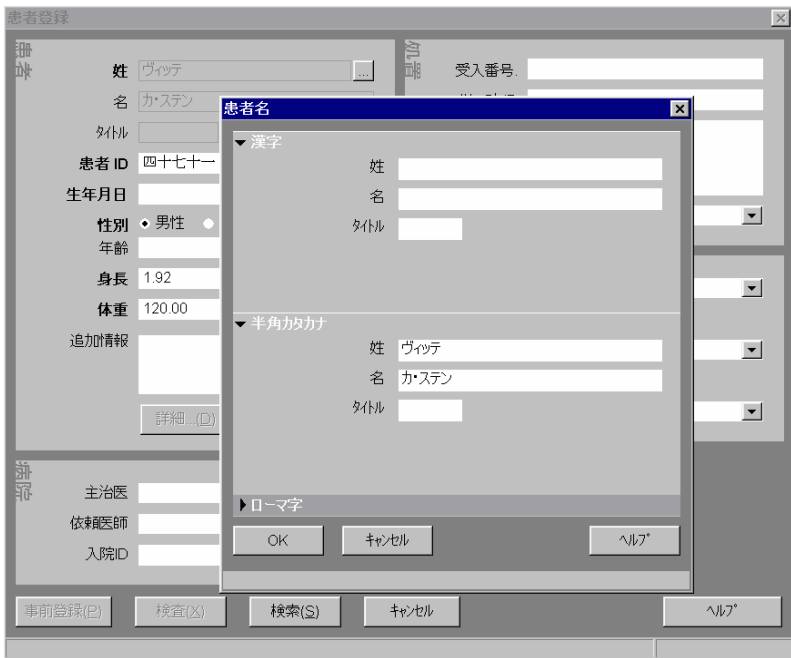 患者登録
患者
姓 ヴィッテ ...
名 カ・ステン
タイトル
患者 ID 四十七十一
生年月日
性別 男性
年齢
身長 1.92
体重 120.00
追加情報
詳細...(D)
処置
受入番号.
患者名
漢字
姓
名
タイトル
半角カタカナ
姓 ヴィッテ
名 カ・ステン
タイトル
ローマ字
OK キャンセル ヘルプ
病院
主治医
依頼医師
入院ID
事前登録(P) 検査(X) 検索(S) キャンセル ヘルプ